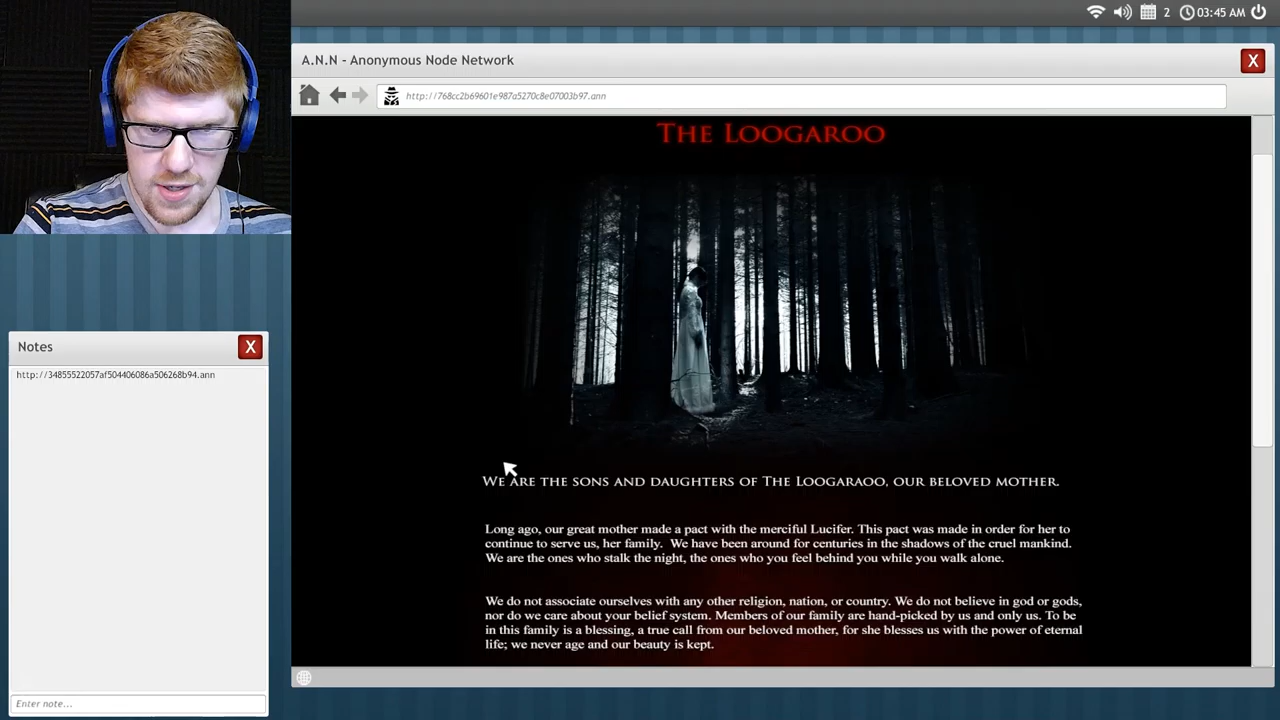 2
03:45 AM
A.N.N - Anonymous Node Network
X
http://768cc2b69601e987a5270c8e07003b97.ann
THE LOOGAROO
WE ARE THE SONS AND DAUGHTERS OF THE LOOGARAOO, OUR BELOVED MOTHER.
Long ago, our great mother made a pact with the merciful Lucifer. This pact was made in order for her to
continue to serve us, her family.  We have been around for centuries in the shadows of the cruel mankind.
We are the ones who stalk the night, the ones who you feel behind you while you walk alone.
We do not associate ourselves with any other religion, nation, or country. We do not believe in god or gods,
nor do we care about your belief system. Members of our family are hand-picked by us and only us. To be
in this family is a blessing, a true call from our beloved mother, for she blesses us with the power of eternal
life; we never age and our beauty is kept.
Notes
X
http://34855522057af504406086a506268b94.ann
Enter note...